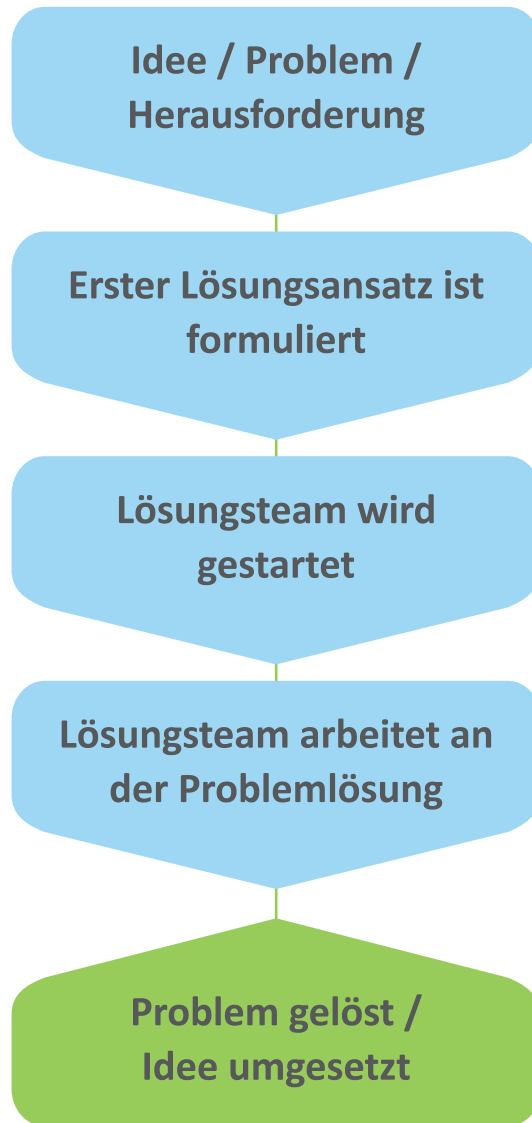 Idee / Problem /
Herausforderung
Erster Lösungsansatz ist
formuliert
Lösungsteam wird
gestartet
Lösungsteam arbeitet an
der Problemlösung
Problem gelöst /
Idee umgesetzt